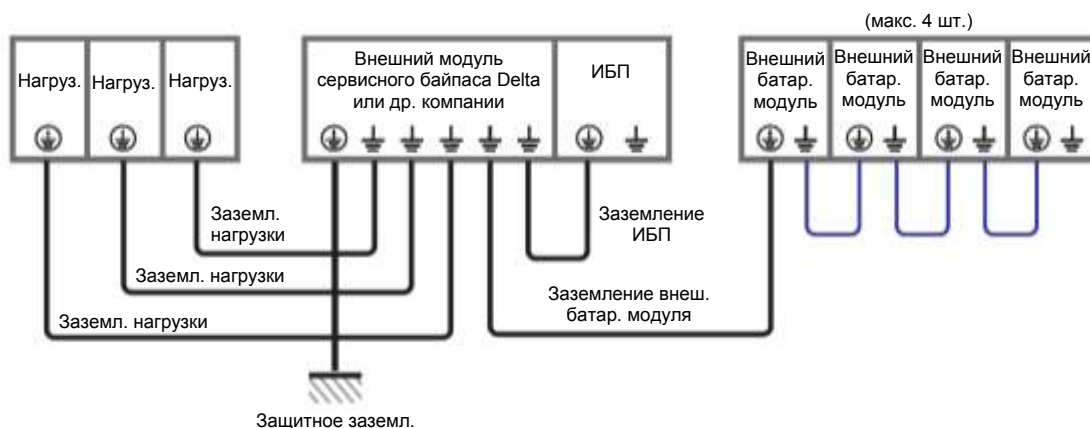 (макс. 4 шт.)
Нагруз.
Нагруз.
Нагруз.
Внешний модуль
сервисного байпаса Delta
или др. компании
ИБП
Внешний
батар.
модуль
Внешний
батар.
модуль
Внешний
батар.
модуль
Внешний
батар.
модуль
Заземл.
нагрузки
Заземление
ИБП
Заземл. нагрузки
Заземление внеш.
батар. модуля
Заземл. нагрузки
Защитное заземл.